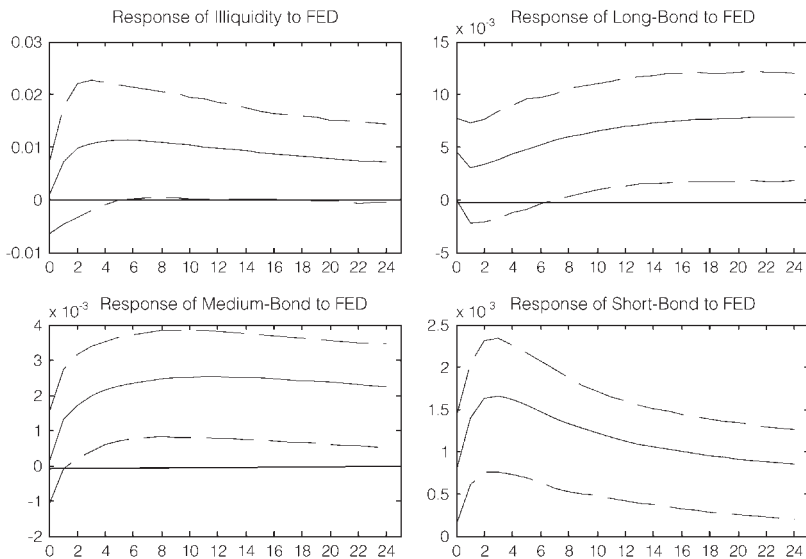 Response of Illiquidity to FED
0.03
0.02
0.01
0
-0.01
0 2 4 6 8 10 12 14 16 18 20 22 24
x 10-3
Response of Long-Bond to FED
15
10
5
0
-5
0 2 4 6 8 10 12 14 16 18 20 22 24
x 10-3
Response of Medium-Bond to FED
4
3
2
1
0
-1
-2
0 2 4 6 8 10 12 14 16 18 20 22 24
x 10-3
Response of Short-Bond to FED
2.5
2
1.5
1
0.5
0
0 2 4 6 8 10 12 14 16 18 20 22 24